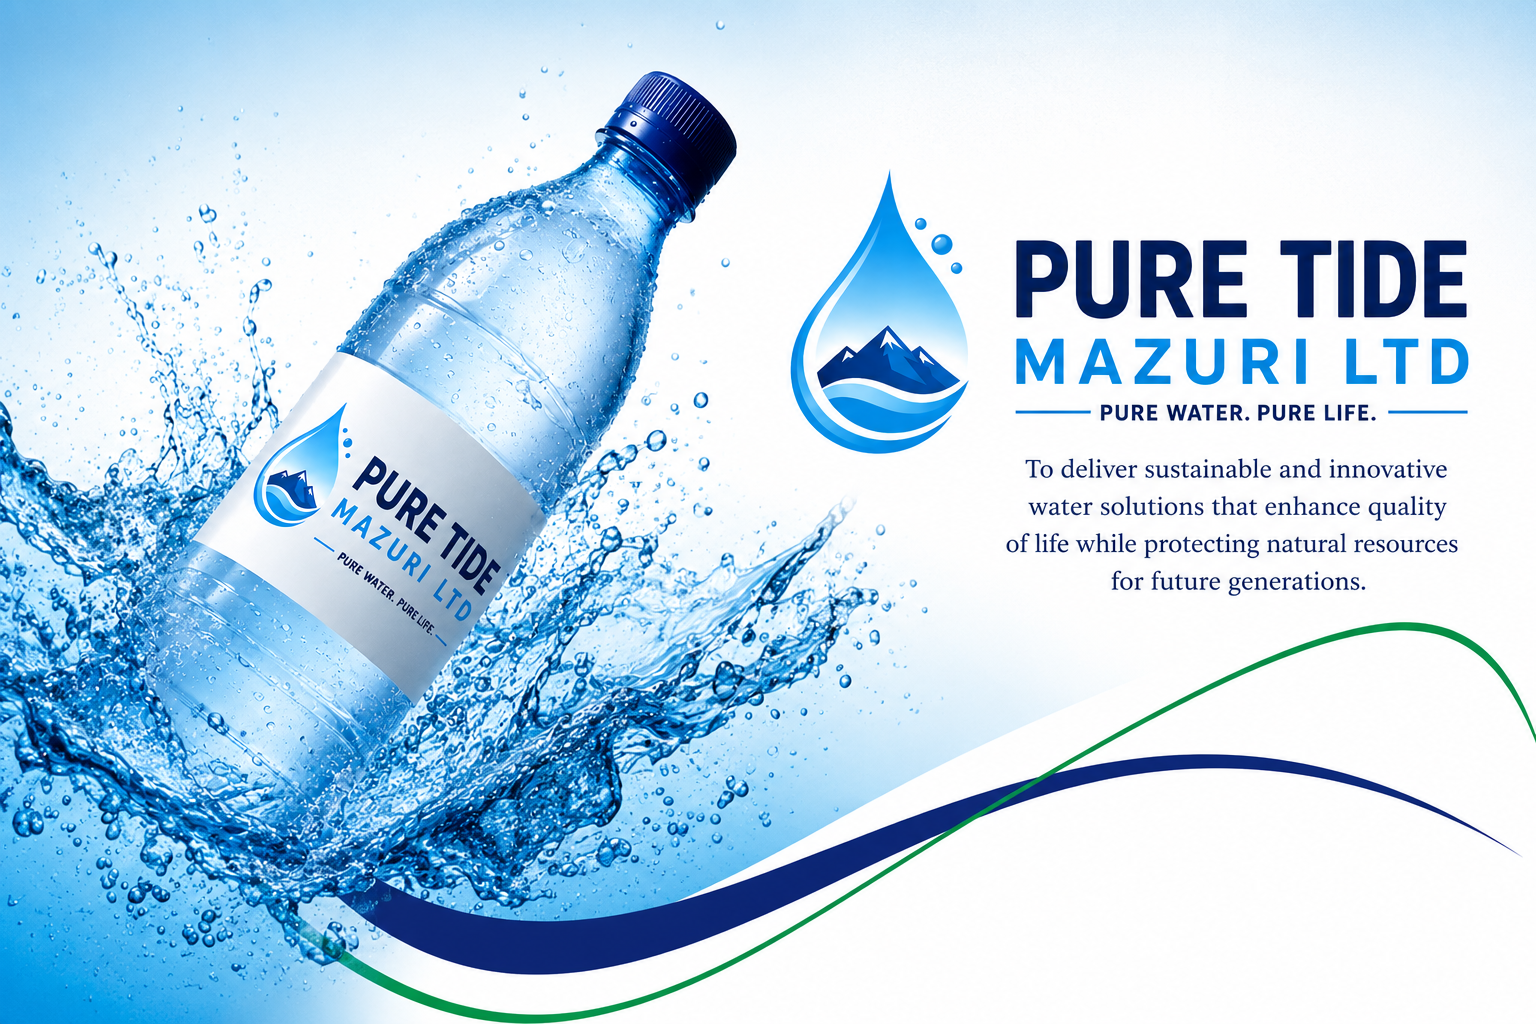 PURE TIDE
MAZURI LTD
PURE WATER. PURE LIFE.
PURE TIDE
MAZURI LTD
PURE WATER. PURE LIFE.
To deliver sustainable and innovative
water solutions that enhance quality
of life while protecting natural resources
for future generations.